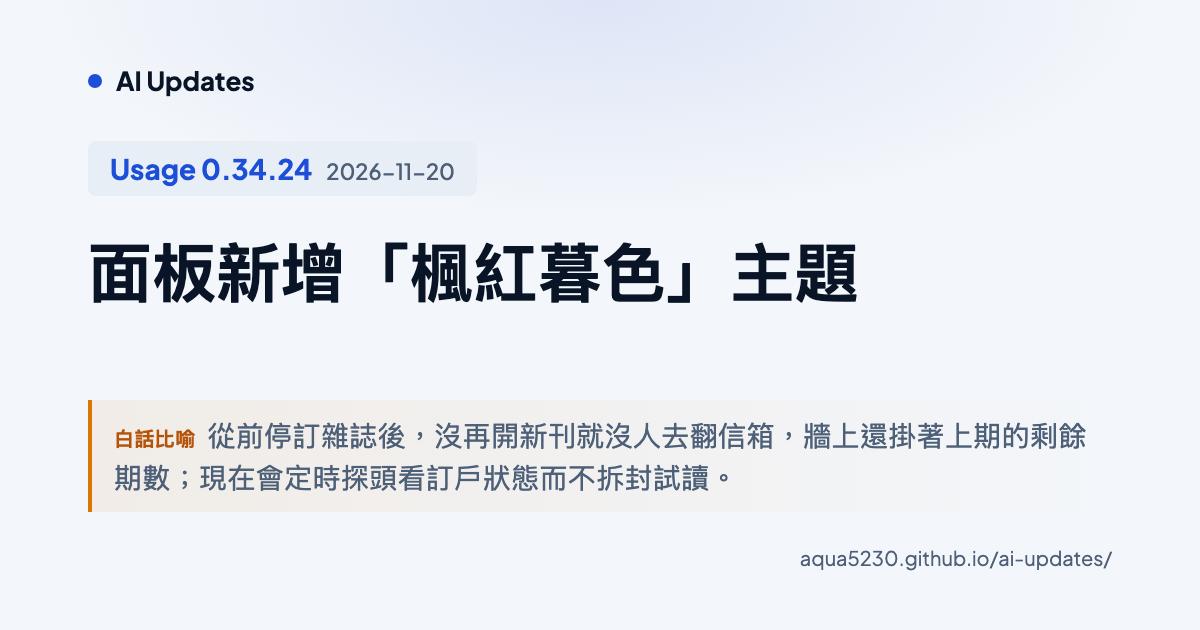 AI Updates
Usage 0.34.24 2026-11-20
面板新增「楓紅暮色」主題
白話比喻 從前停訂雜誌後，沒再開新刊就沒人去翻信箱，牆上還掛著上期的剩餘
期數；現在會定時探頭看訂戶狀態而不拆封試讀。
aqua5230.github.io/ai-updates/